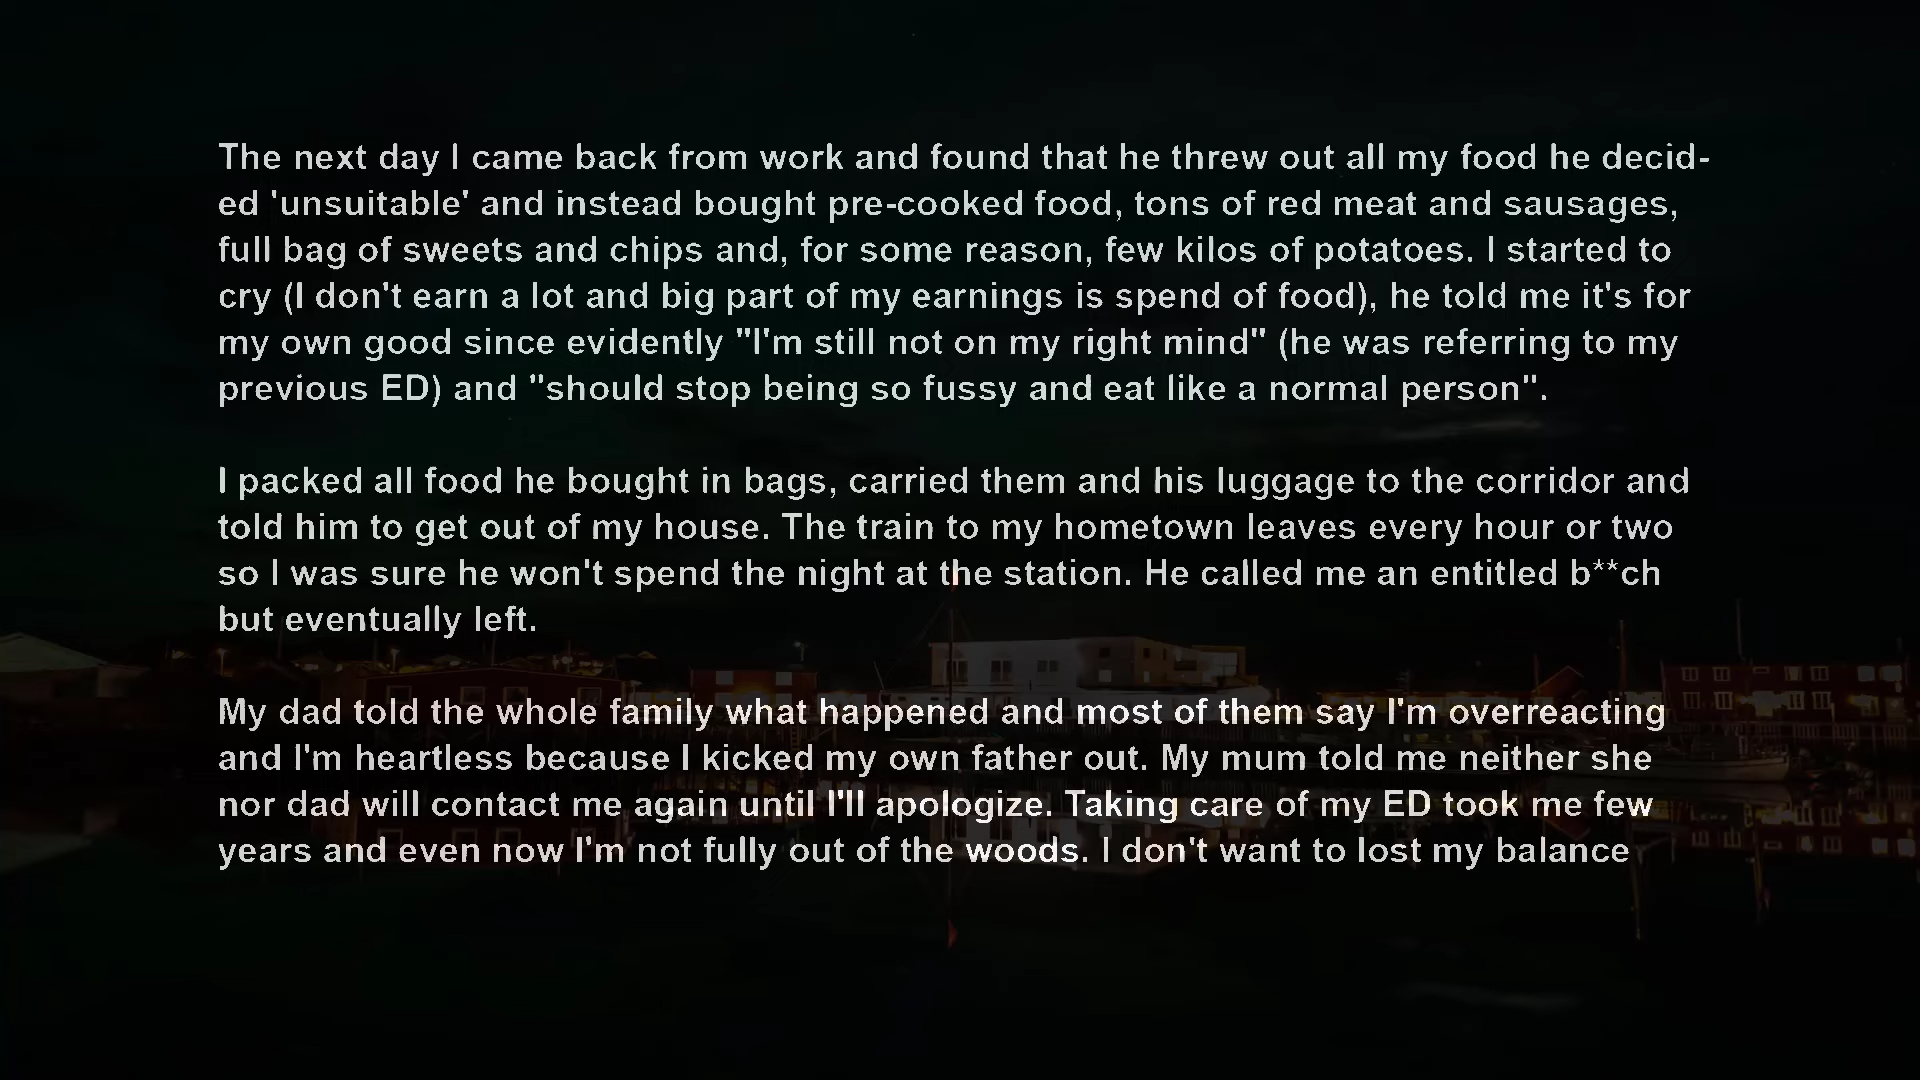 The next day I came back from work and found that he threw out all my food he decid-
ed 'unsuitable' and instead bought pre-cooked food, tons of red meat and sausages,
full bag of sweets and chips and, for some reason, few kilos of potatoes. I started to
cry (I don't earn a lot and big part of my earnings is spend of food), he told me it's for
my own good since evidently "I'm still not on my right mind" (he was referring to my
previous ED) and "should stop being so fussy and eat like a normal person".
I packed all food he bought in bags, carried them and his luggage to the corridor and
told him to get out of my house. The train to my hometown leaves every hour or two
so I was sure he won't spend the night at the station. He called me an entitled b**ch
but eventually left.
My dad told the whole family what happened and most of them say I'm overreacting
and I'm heartless because I kicked my own father out. My mum told me neither she
nor dad will contact me again until I'll apologize. Taking care of my ED took me few
years and even now I'm not fully out of the woods. I don't want to lost my balance